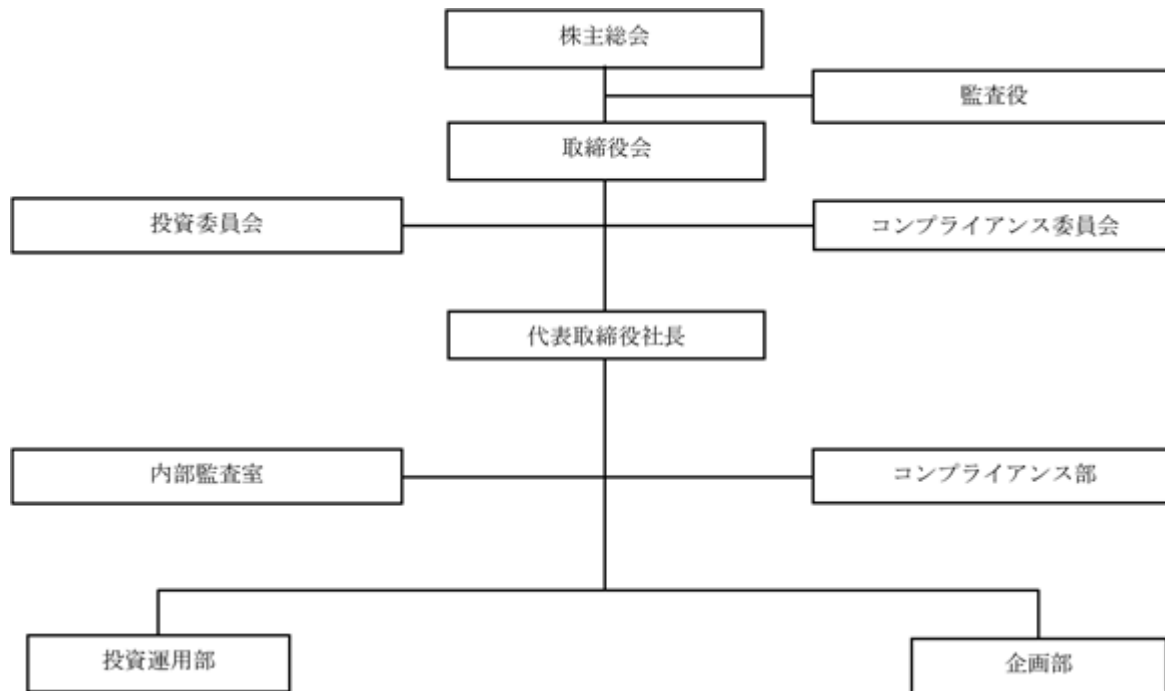 株主総会
監査役
取締役会
投資委員会
コンプライアンス委員会
代表取締役社長
内部監査室
コンプライアンス部
投資運用部
企画部